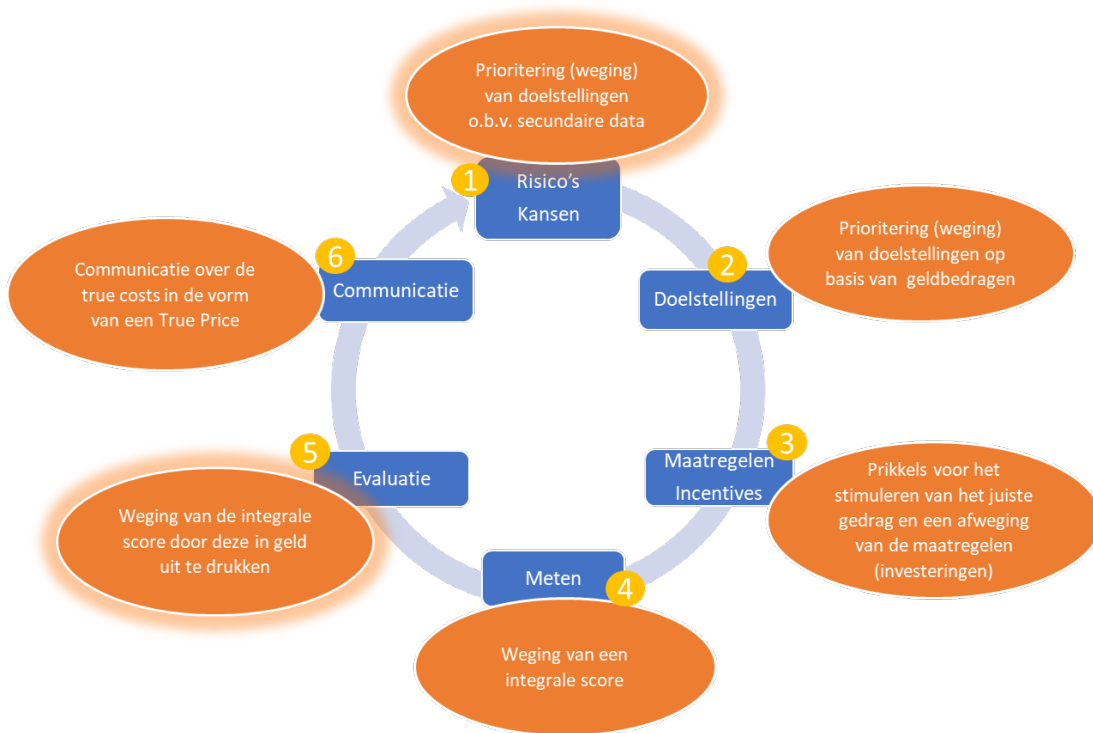 Prioritering (weging)
van doelstellingen
o.b.v. secundaire data
1
Risico's
Kansen
Prioritering (weging)
van doelstellingen op
basis van geldbedragen
2
Doelstellingen
3
Maatregelen
Incentives
Prikkels voor het
stimuleren van het juiste
gedrag en een afweging
van de maatregelen
(investeringen)
Meten
4
Weging van een
integrale score
5
Evaluatie
Weging van de integrale
score door deze in geld
uit te drukken
6
Communicatie
Communicatie over de
true costs in de vorm
van een True Price